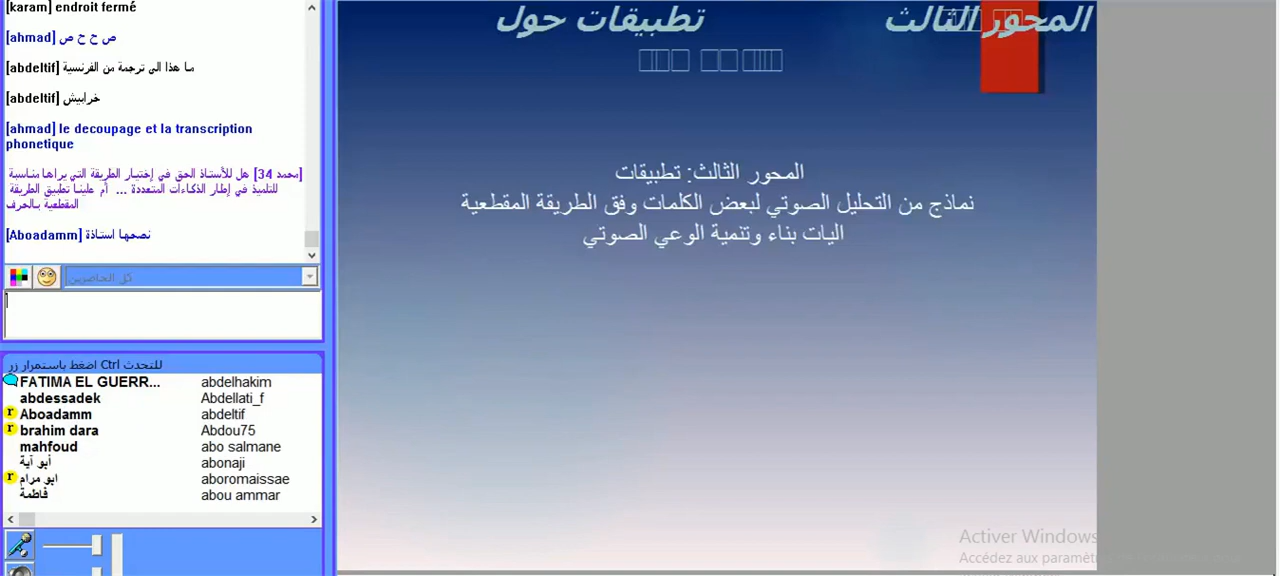 [karam] endroit fermé
[ahmad] ص ح ح ص
[abdeltif] ما هذا الى ترجمة من الفرنسية
[abdeltif] خرابيش
[ahmad] le decoupage et la transcription
phonetique
[محمد 34] هل للأستاذ الحق في إختيار الطريقة التي يراها مناسبة
للتلميذ في إطار الذكاءات المتعددة ... أم علينا تطبيق الطريقة
المقطعية بالحرف
[Aboadamm] نصحها استاذة
كل الحاضرين
للتحدث Ctrl اضغط باستمرار زر
FATIMA EL GUERR... abdelhakim
abdessadek Abdellati_f
Aboadamm abdeltif
brahim dara Abdou75
mahfoud abo salmane
أبو آية abonaji
ابو مرام aboromaissae
فاطمة abou ammar
المحور الثالث تطبيقات حول
المحور الثالث: تطبيقات
نماذج من التحليل الصوتي لبعض الكلمات وفق الطريقة المقطعية
اليات بناء وتنمية الوعي الصوتي
Activer Windows
Accédez aux paramèt